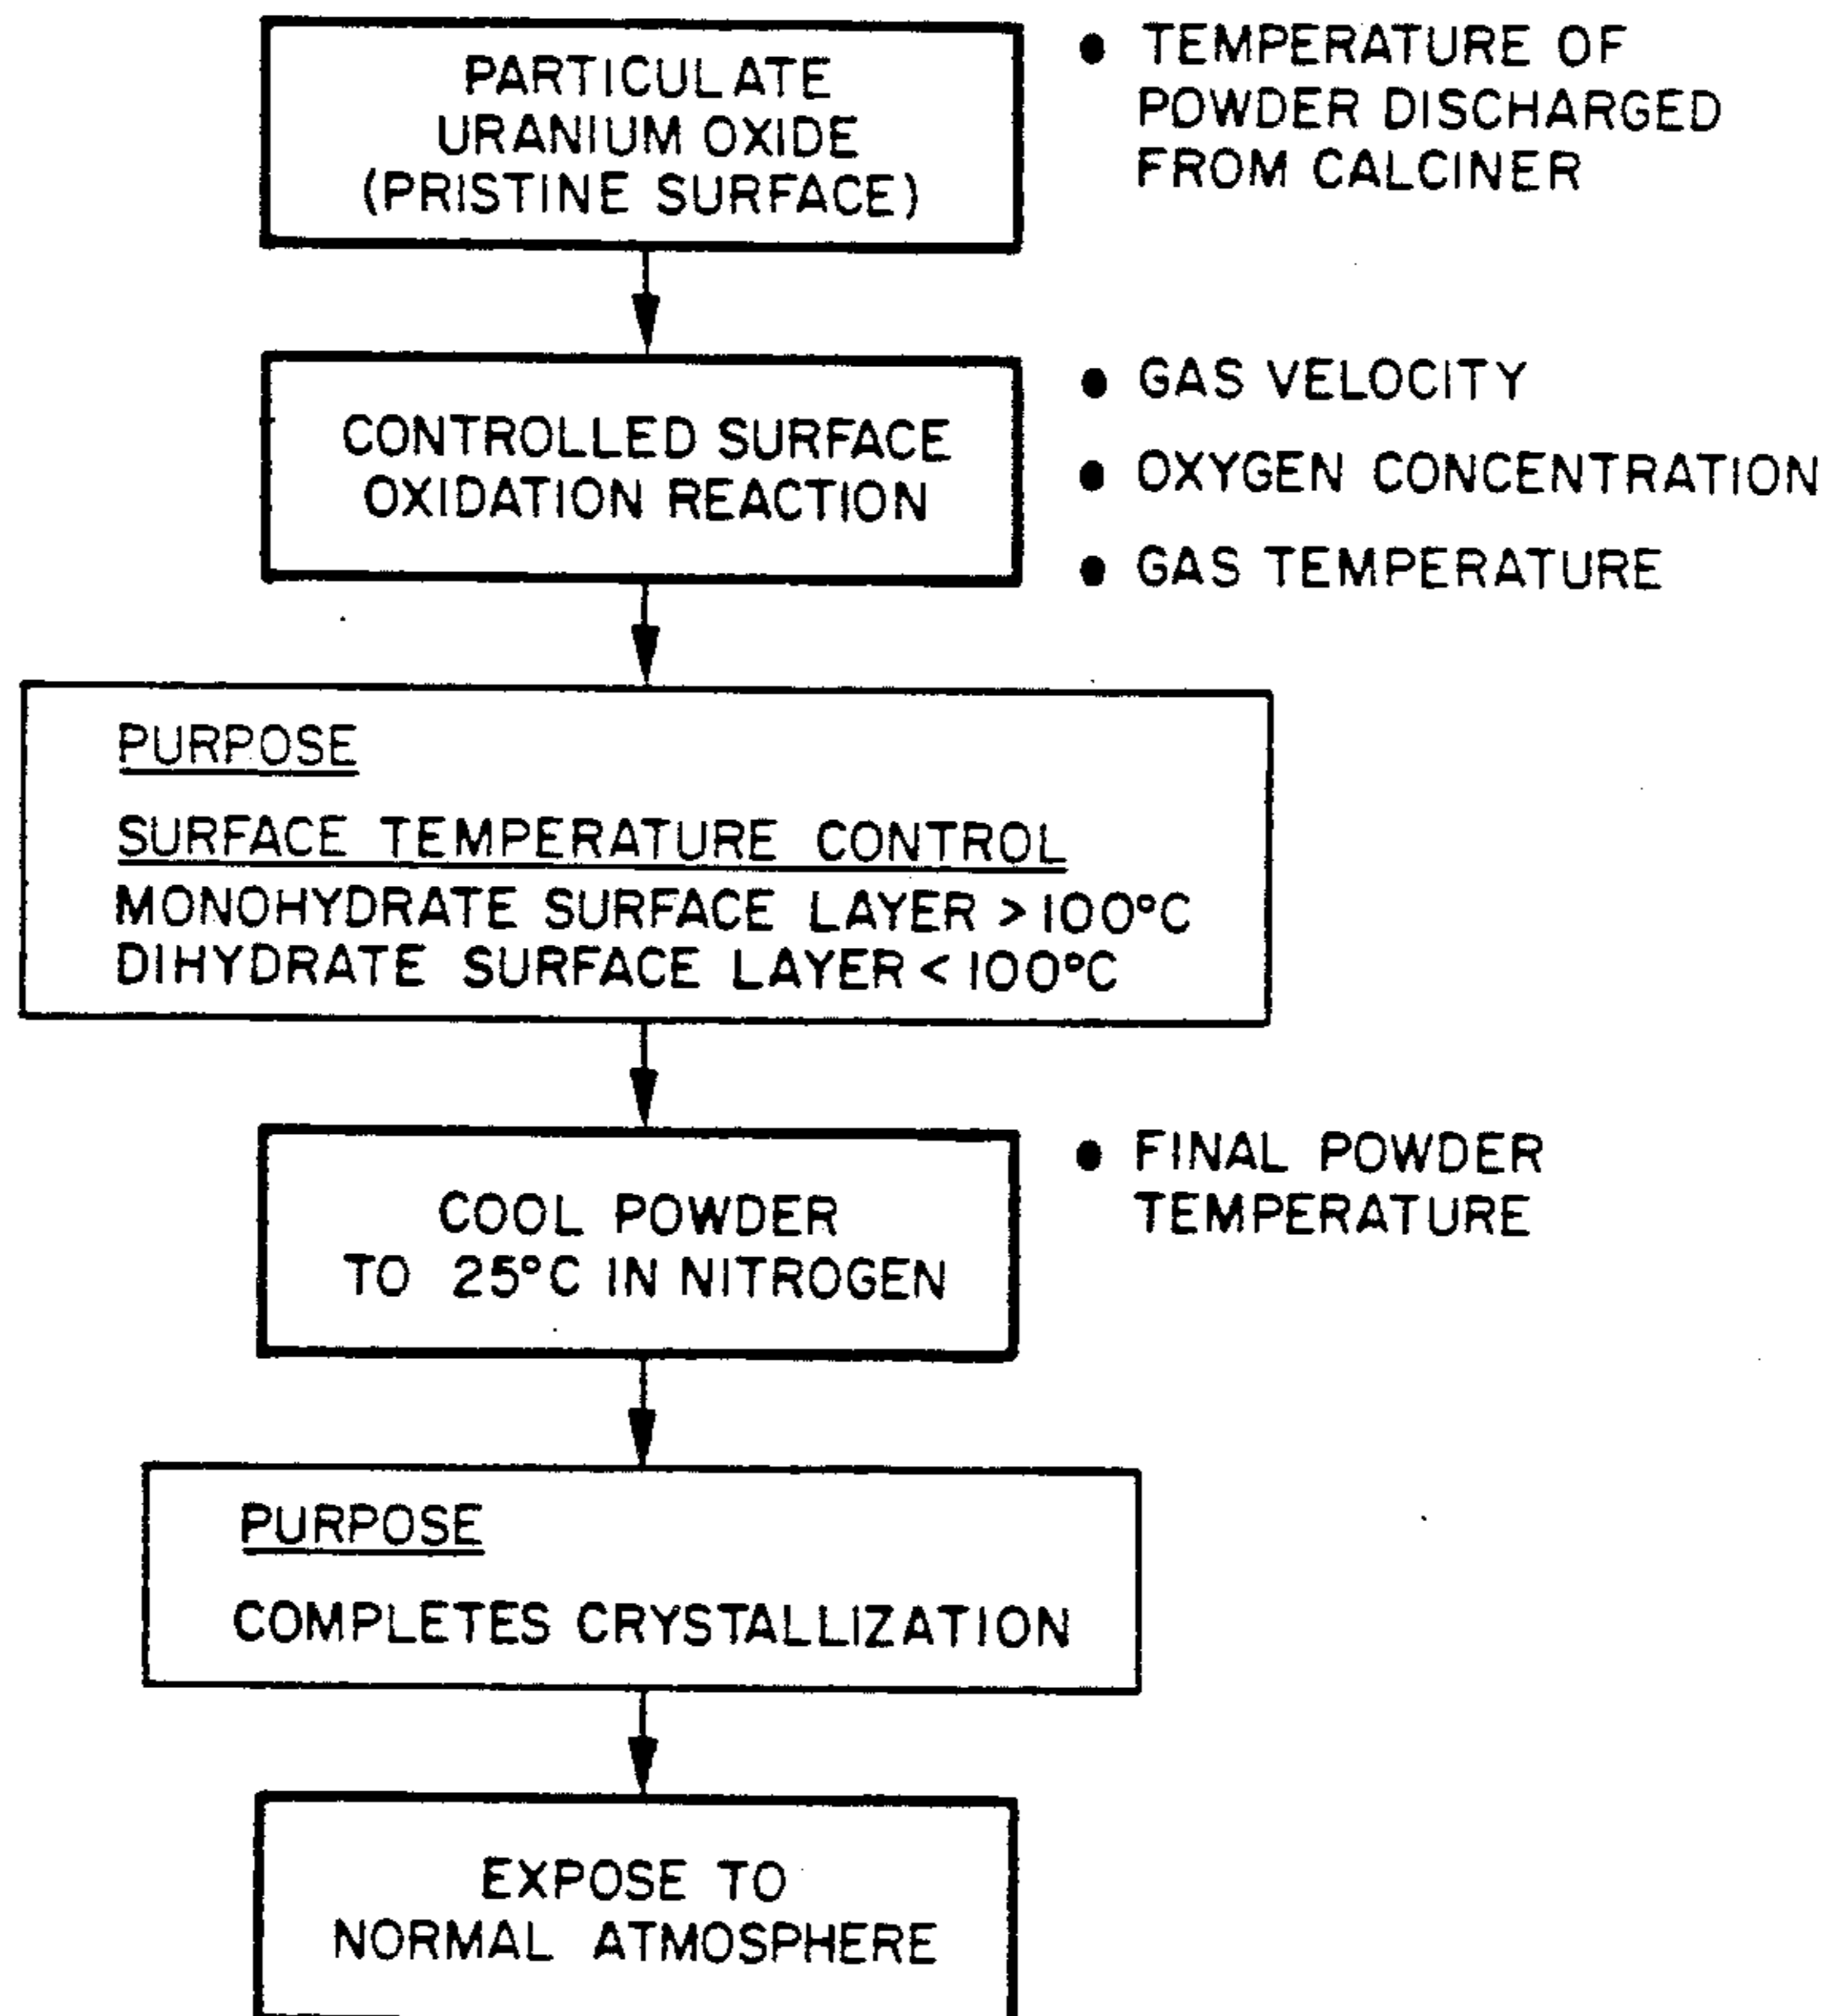 PARTICULATE
URANIUM OXIDE
(PRISTINE SURFACE)
● TEMPERATURE OF
POWDER DISCHARGED
FROM CALCINER
CONTROLLED SURFACE
OXIDATION REACTION
● GAS VELOCITY
● OXYGEN CONCENTRATION
● GAS TEMPERATURE
PURPOSE
SURFACE TEMPERATURE CONTROL
MONOHYDRATE SURFACE LAYER > 100°C
DIHYDRATE SURFACE LAYER < 100°C
COOL POWDER
TO 25°C IN NITROGEN
● FINAL POWDER
TEMPERATURE
PURPOSE
COMPLETES CRYSTALLIZATION
EXPOSE TO
NORMAL ATMOSPHERE